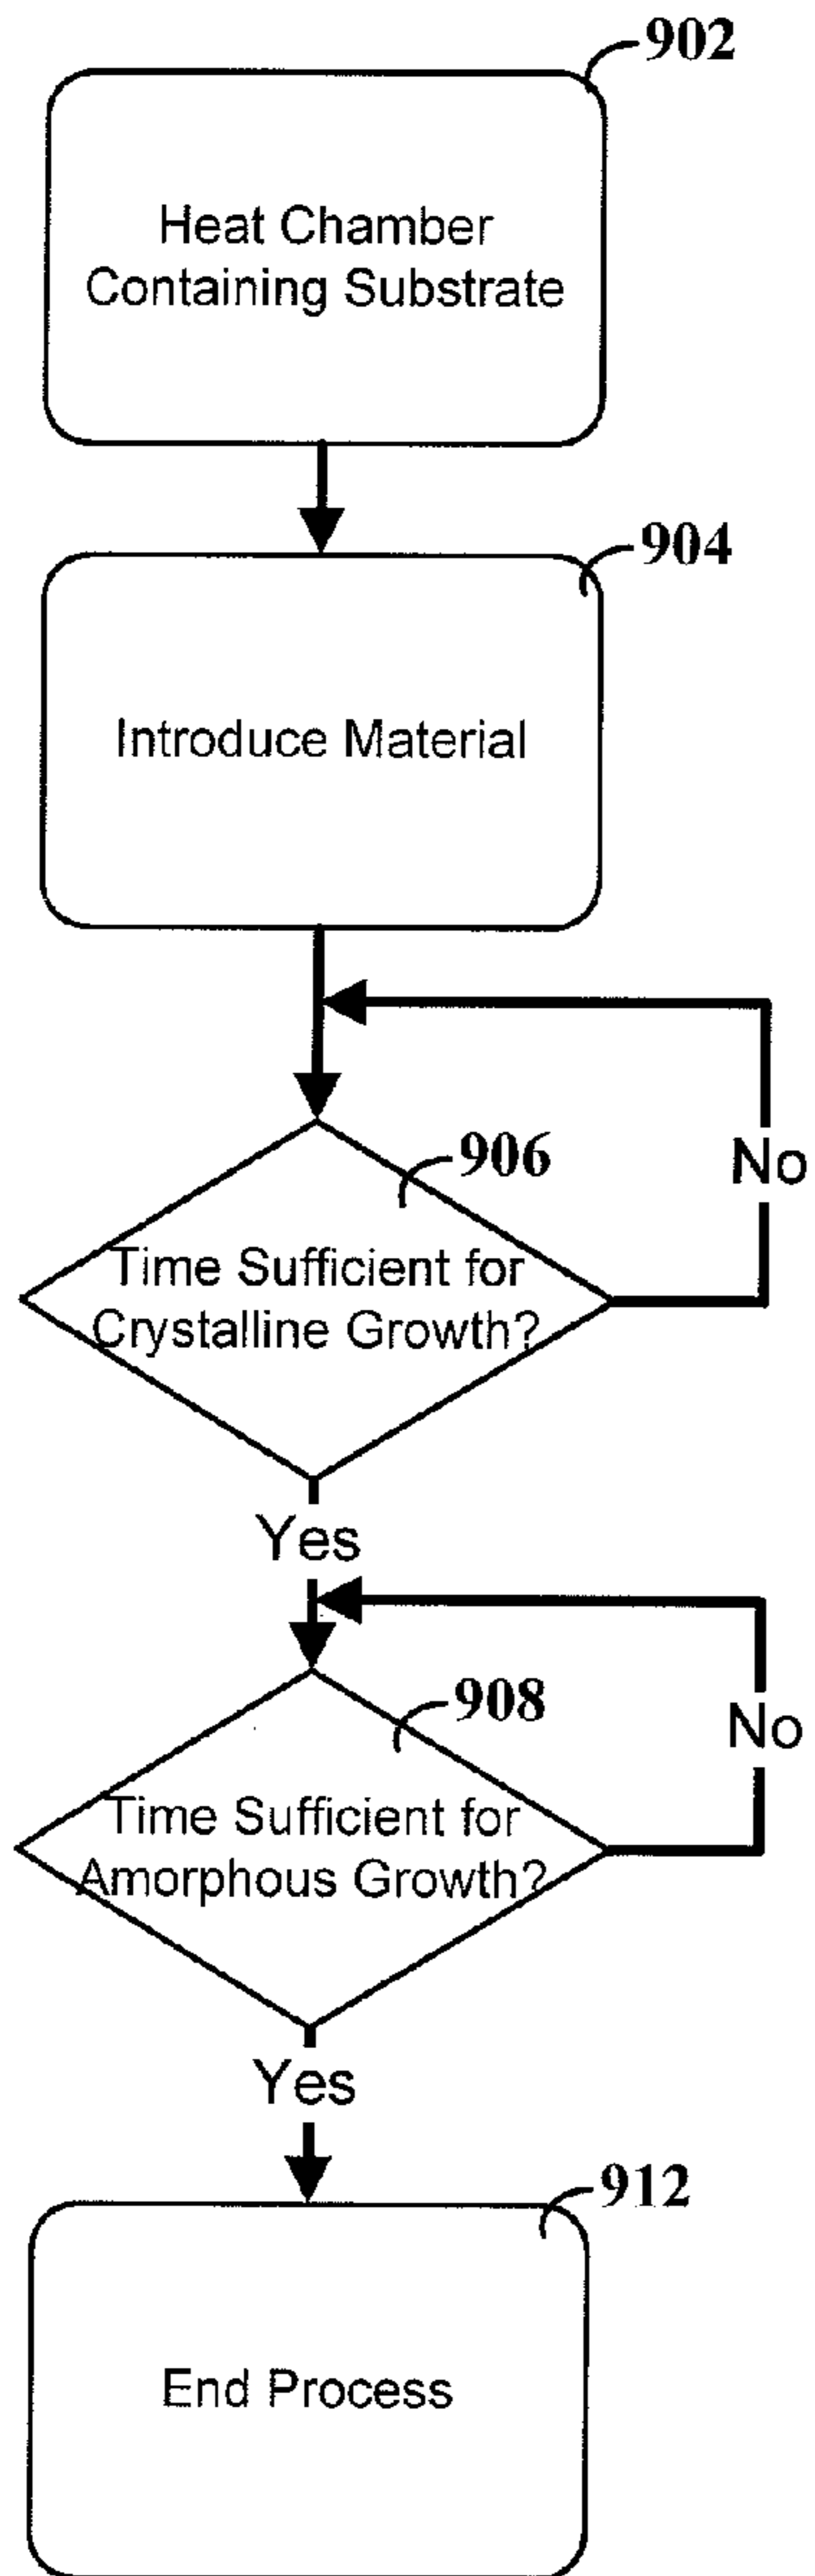 902
Heat Chamber
Containing Substrate
904
Introduce Material
906
No
Time Sufficient for
Crystalline Growth?
Yes
908
No
Time Sufficient for
Amorphous Growth?
Yes
912
End Process